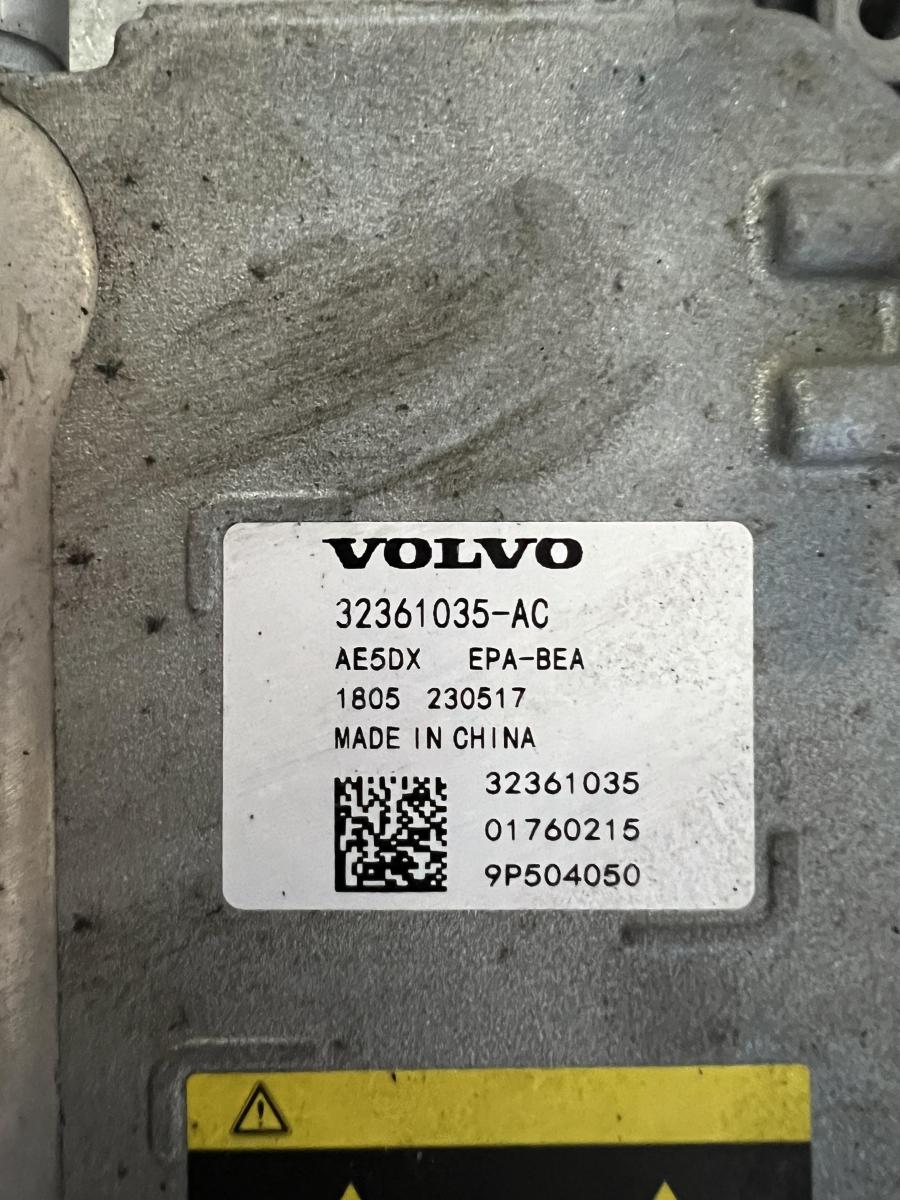 VOLVO
32361035-AC
AE5DX EPA-BEA
1805 230517
MADE IN CHINA
32361035
01760215
9P504050